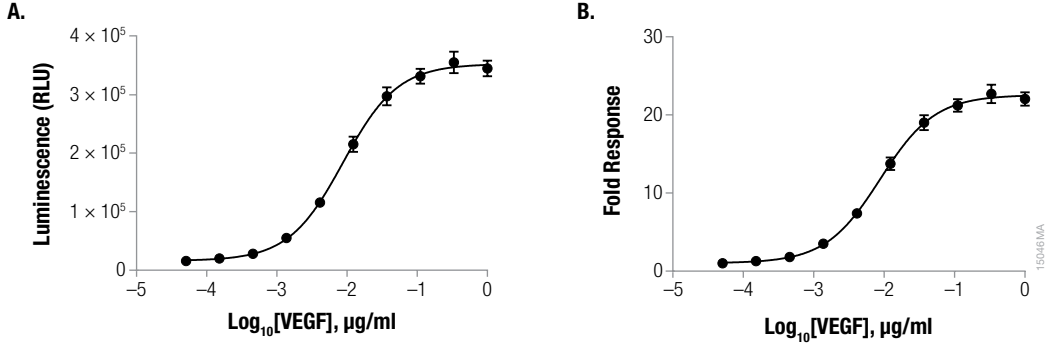 A.
Luminescence (RLU)
4 × 10⁵
3 × 10⁵
2 × 10⁵
1 × 10⁵
0
–5 –4 –3 –2 –1 0
Log₁₀[VEGF], µg/ml
B.
Fold Response
30
20
10
0
–5 –4 –3 –2 –1 0
Log₁₀[VEGF], µg/ml
15046MA